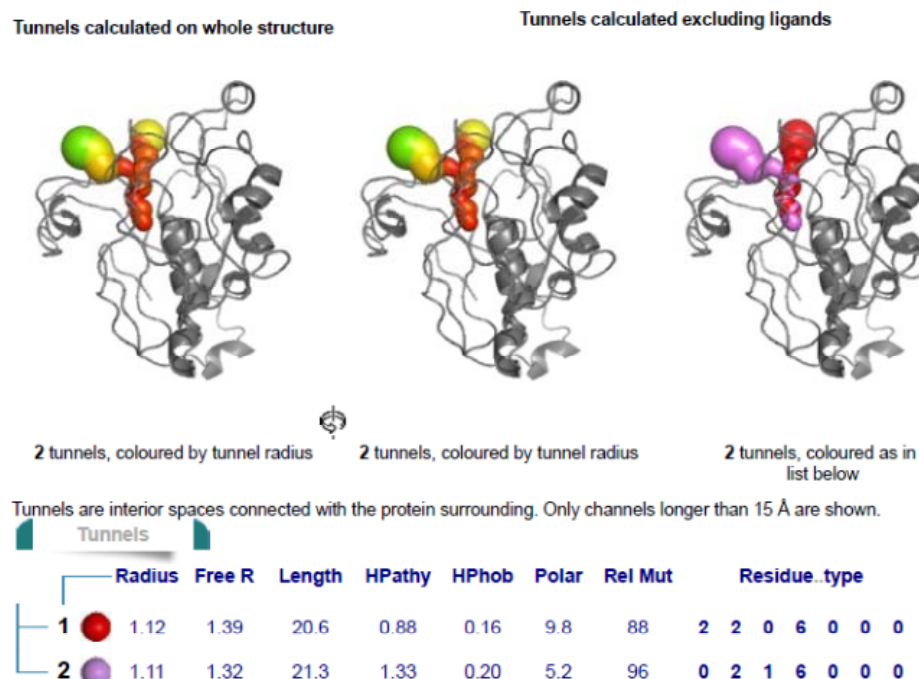 Tunnels calculated on whole structure
Tunnels calculated excluding ligands
2 tunnels, coloured by tunnel radius
2 tunnels, coloured by tunnel radius
2 tunnels, coloured as in
list below
Tunnels are interior spaces connected with the protein surrounding. Only channels longer than 15 Å are shown.
Tunnels
Radius Free R Length HPathy HPhob Polar Rel Mut Residue..type
1 1.12 1.39 20.6 0.88 0.16 9.8 88 2 2 0 6 0 0 0
2 1.11 1.32 21.3 1.33 0.20 5.2 96 0 2 1 6 0 0 0